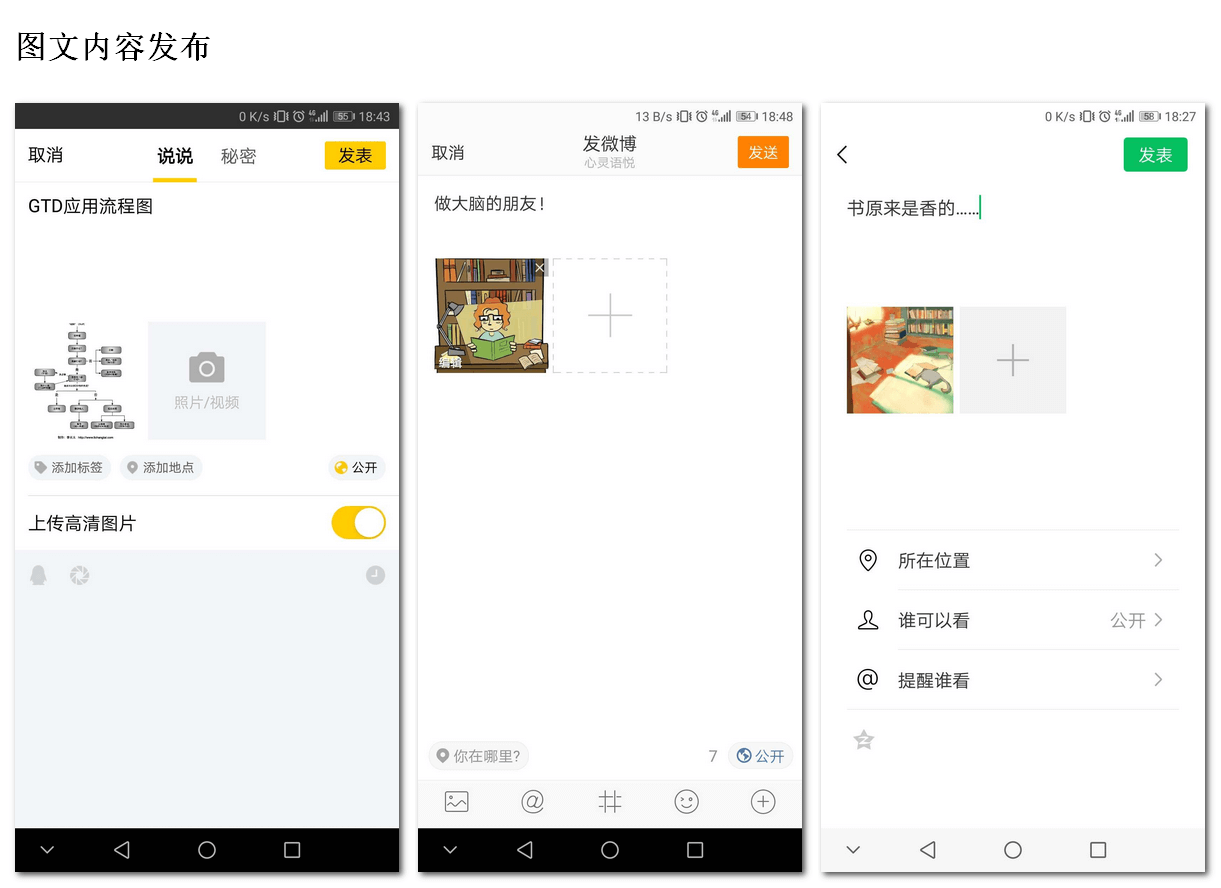 图文内容发布
0 K/s 46 55 18:43
取消 说说 秘密 发表
GTD应用流程图
照片/视频
添加标签 添加地点 公开
上传高清图片
13 B/s 46 54 18:48
取消 发微博 发送
心灵语悦
做大脑的朋友!
编辑
你在哪里? 7 公开
0 K/s 46 58 18:27
发表
书原来是香的……
所在位置
谁可以看 公开
@ 提醒谁看